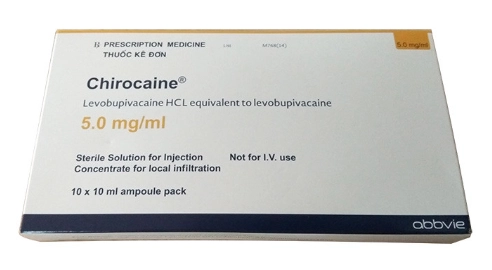 ℞ PRESCRIPTION MEDICINE
THUỐC KÊ ĐƠN
5.0 mg/ml
Chirocaine®
Levobupivacaine HCL equivalent to levobupivacaine
5.0 mg/ml
Sterile Solution for Injection Not for I.V. use
Concentrate for local infiltration
10 x 10 ml ampoule pack
abbvie